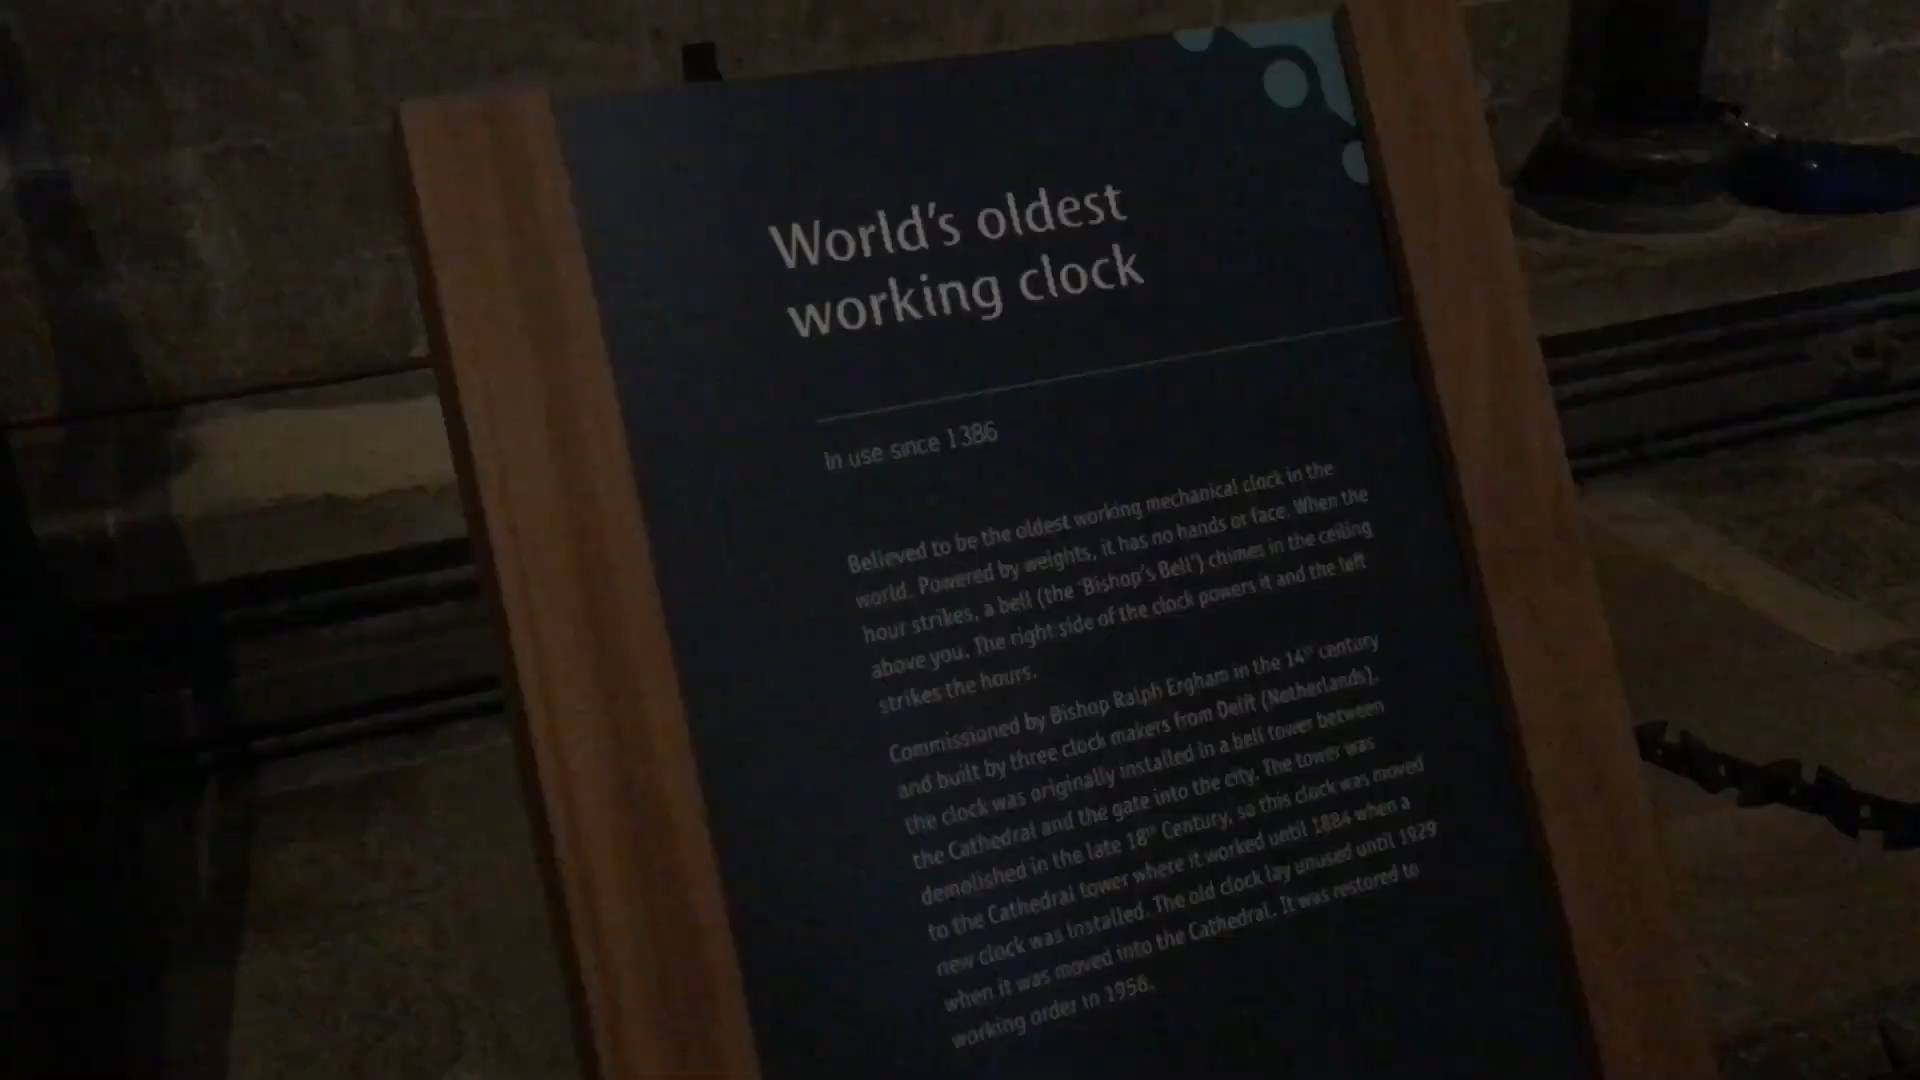 World's oldest
working clock
In use since 1386
Believed to be the oldest working mechanical clock in the
world. Powered by weights, it has no hands or face. When the
hour strikes, a bell (the 'Bishop's Bell') chimes in the ceiling
above you. The right side of the clock powers it and the left
strikes the hours.
Commissioned by Bishop Ralph Ergham in the 14th century
and built by three clock makers from Delft (Netherlands),
the clock was originally installed in a bell tower between
the Cathedral and the gate into the city. The tower was
demolished in the late 18th Century, so this clock was moved
to the Cathedral tower where it worked until 1884 when a
new clock was installed. The old clock lay unused until 1929
when it was moved into the Cathedral. It was restored to
working order in 1956.